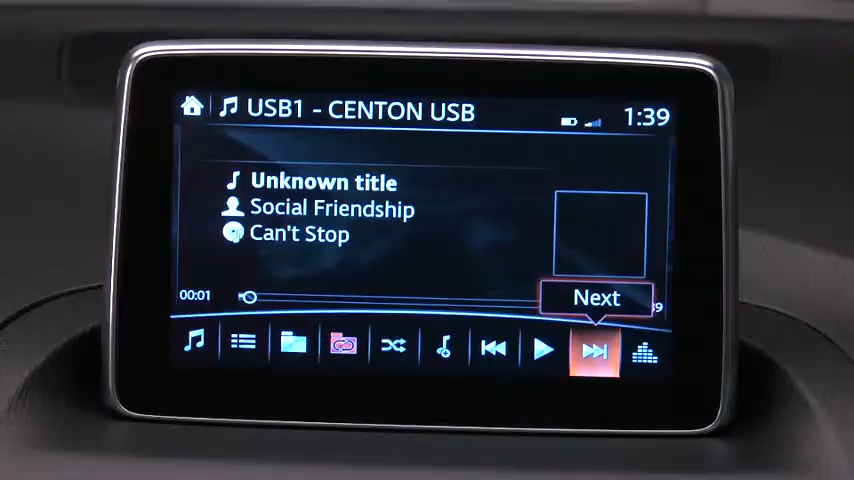 USB1 - CENTON USB
1:39
Unknown title
Social Friendship
Can't Stop
00:01
Next